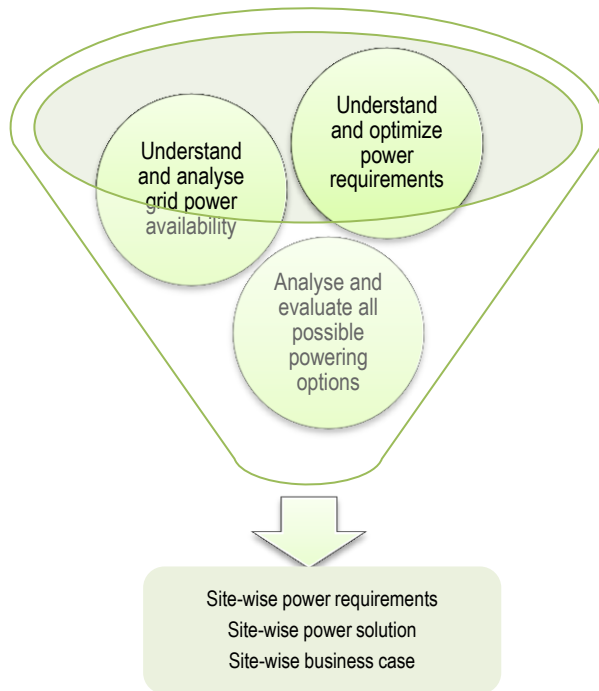 Understand
and optimize
power
requirements
Understand
and analyse
grid power
availability
Analyse and
evaluate all
possible
powering
options
Site-wise power requirements
Site-wise power solution
Site-wise business case